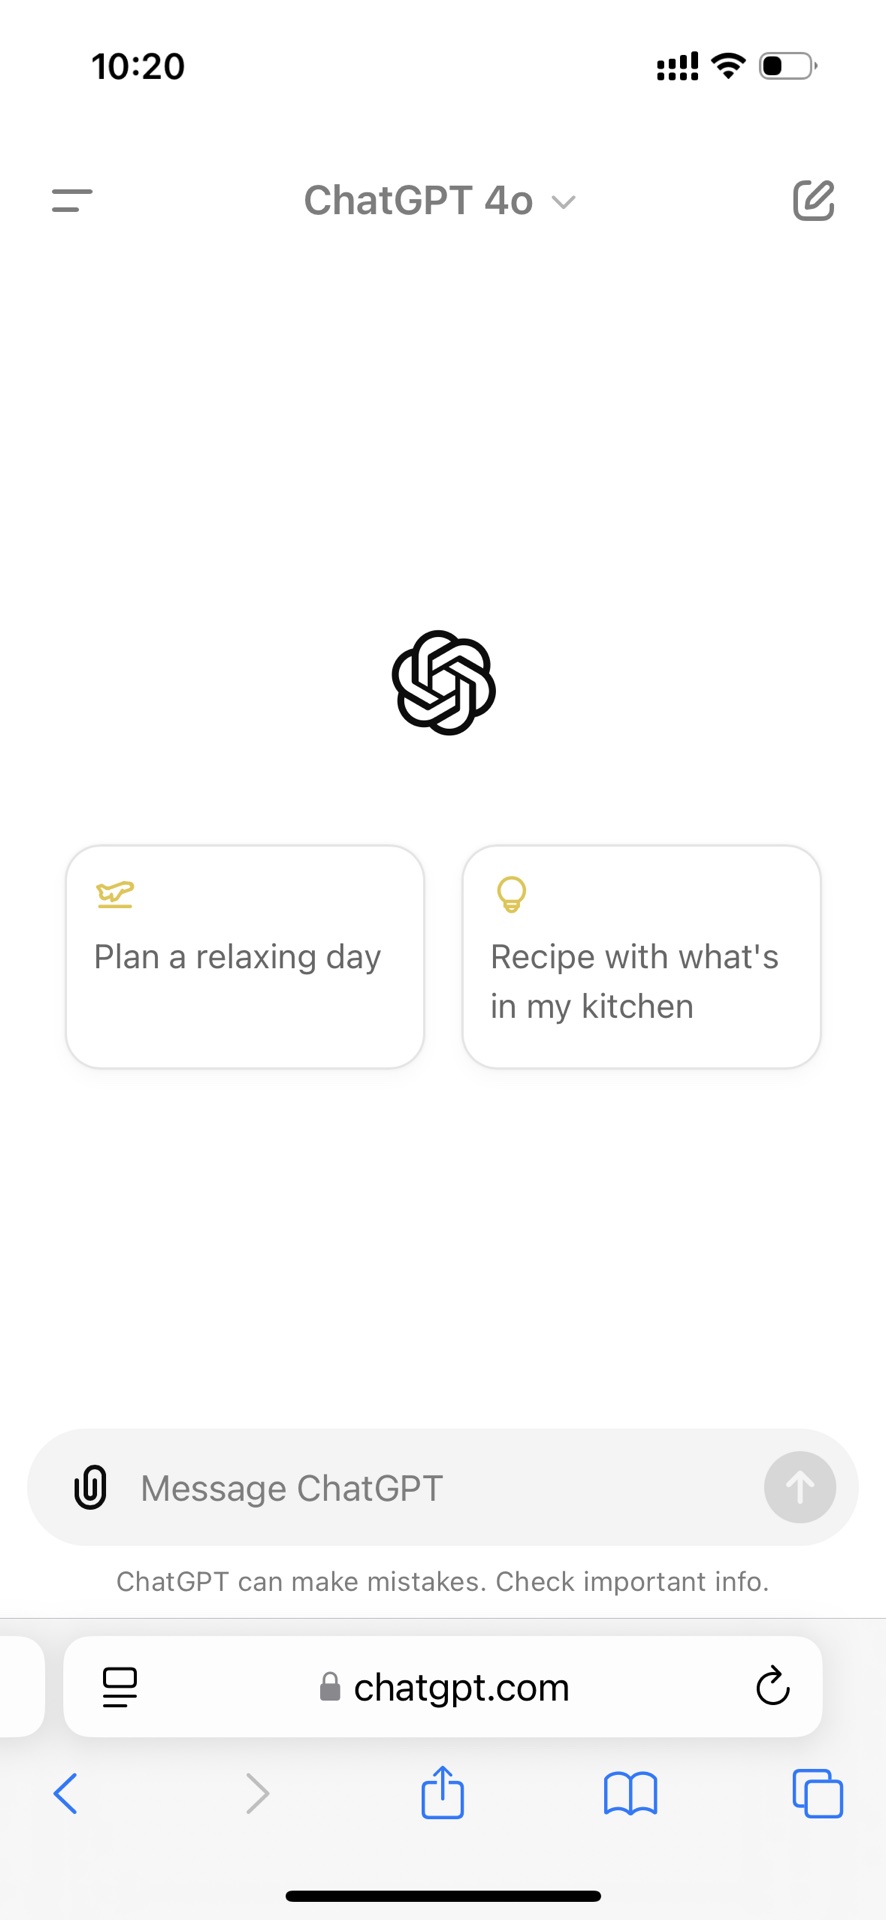 10:20
ChatGPT 4o
Plan a relaxing day
Recipe with what's
in my kitchen
Message ChatGPT
ChatGPT can make mistakes. Check important info.
chatgpt.com